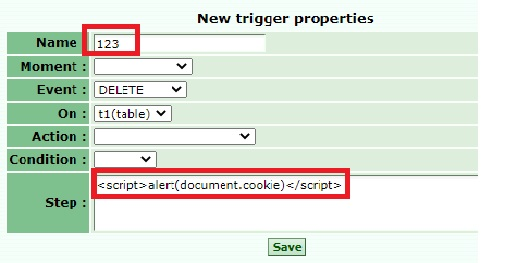 New trigger properties
Name : 123
Moment :
Event : DELETE
On : t1(table)
Action :
Condition :
Step : <script>alert(document.cookie)</script>
Save